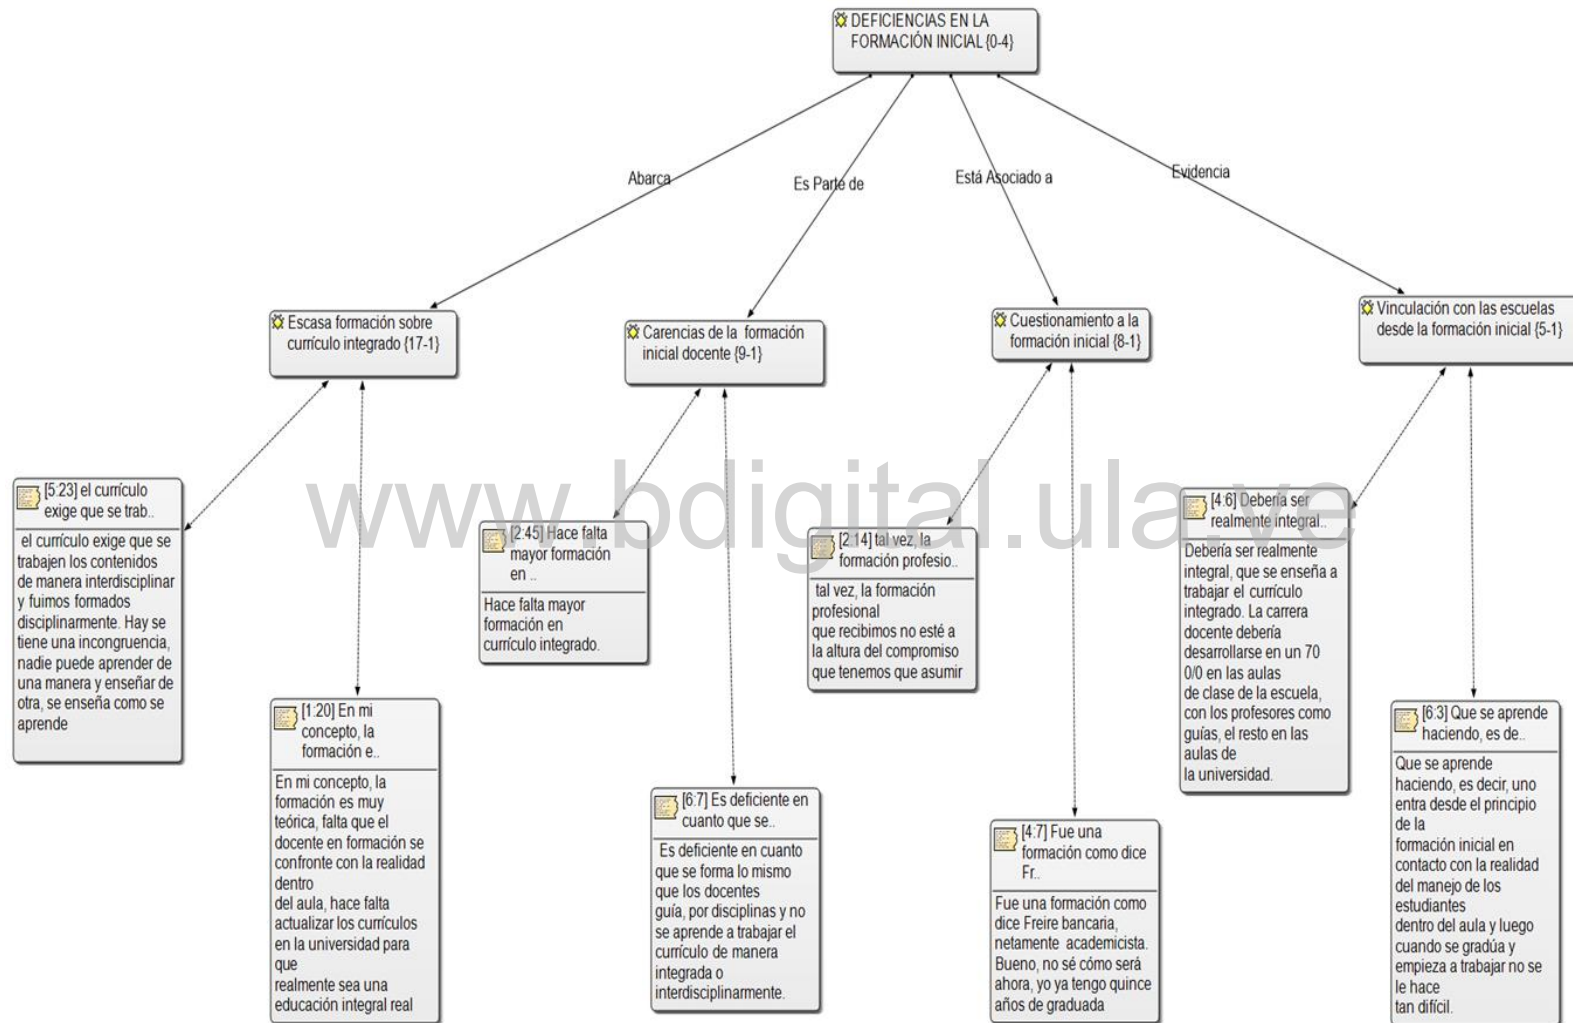 DEFICIENCIAS EN LA
FORMACIÓN INICIAL {0-4}
Abarca
Es Parte de
Está Asociado a
Evidencia
Escasa formación sobre
currículo integrado {17-1}
Carencias de la formación
inicial docente {9-1}
Cuestionamiento a la
formación inicial {8-1}
Vinculación con las escuelas
desde la formación inicial {5-1}
[5:23] el currículo
exige que se trab..
el currículo exige que se
trabajen los contenidos
de manera interdisciplinar
y fuimos formados
disciplinarmente. Hay se
tiene una incongruencia,
nadie puede aprender de
una manera y enseñar de
otra, se enseña como se
aprende
[1:20] En mi
concepto, la
formación e..
En mi concepto, la
formación es muy
teórica, falta que el
docente en formación se
confronte con la realidad
dentro
del aula, hace falta
actualizar los currículos
en la universidad para
que
realmente sea una
educación integral real
[2:45] Hace falta
mayor formación
en ..
Hace falta mayor
formación en
currículo integrado.
[6:7] Es deficiente en
cuanto que se..
Es deficiente en cuanto
que se forma lo mismo
que los docentes
guía, por disciplinas y no
se aprende a trabajar el
currículo de manera
integrada o
interdisciplinarmente.
[2:14] tal vez, la
formación profesio..
tal vez, la formación
profesional
que recibimos no esté a
la altura del compromiso
que tenemos que asumir
[4:7] Fue una
formación como dice
Fr..
Fue una formación como
dice Freire bancaria,
netamente academicista.
Bueno, no sé cómo será
ahora, yo ya tengo quince
años de graduada
[4:6] Debería ser
realmente integral..
Debería ser realmente
integral, que se enseña a
trabajar el currículo
integrado. La carrera
docente debería
desarrollarse en un 70
0/0 en las aulas
de clase de la escuela,
con los profesores como
guías, el resto en las
aulas de
la universidad.
[6:3] Que se aprende
haciendo, es de..
Que se aprende
haciendo, es decir, uno
entra desde el principio
de la
formación inicial en
contacto con la realidad
del manejo de los
estudiantes
dentro del aula y luego
cuando se gradúa y
empieza a trabajar no se
le hace
tan difícil.
www.bdigital.ula.ve